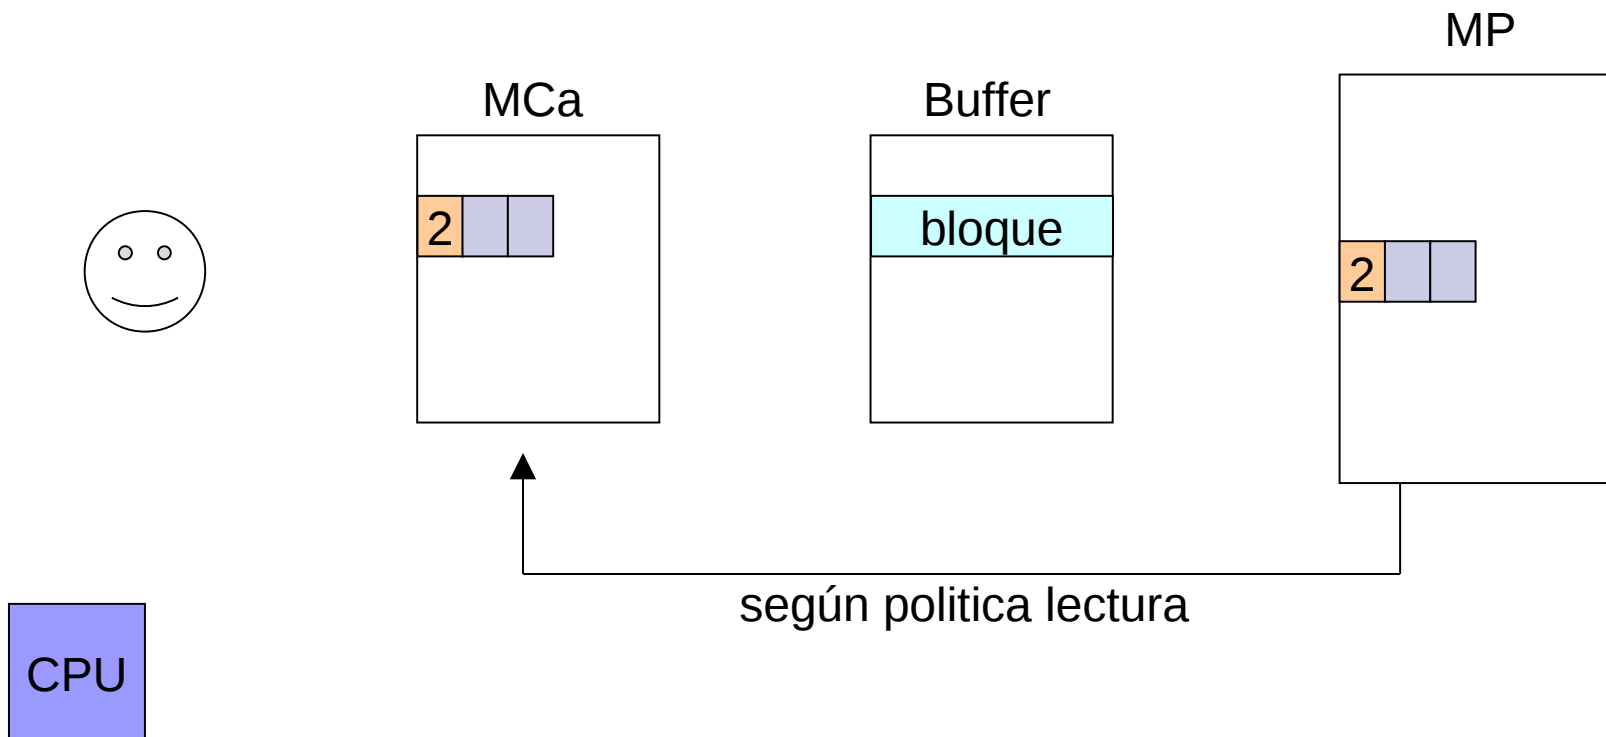 MP
MCa
Buffer
2
bloque
2
según politica lectura
CPU